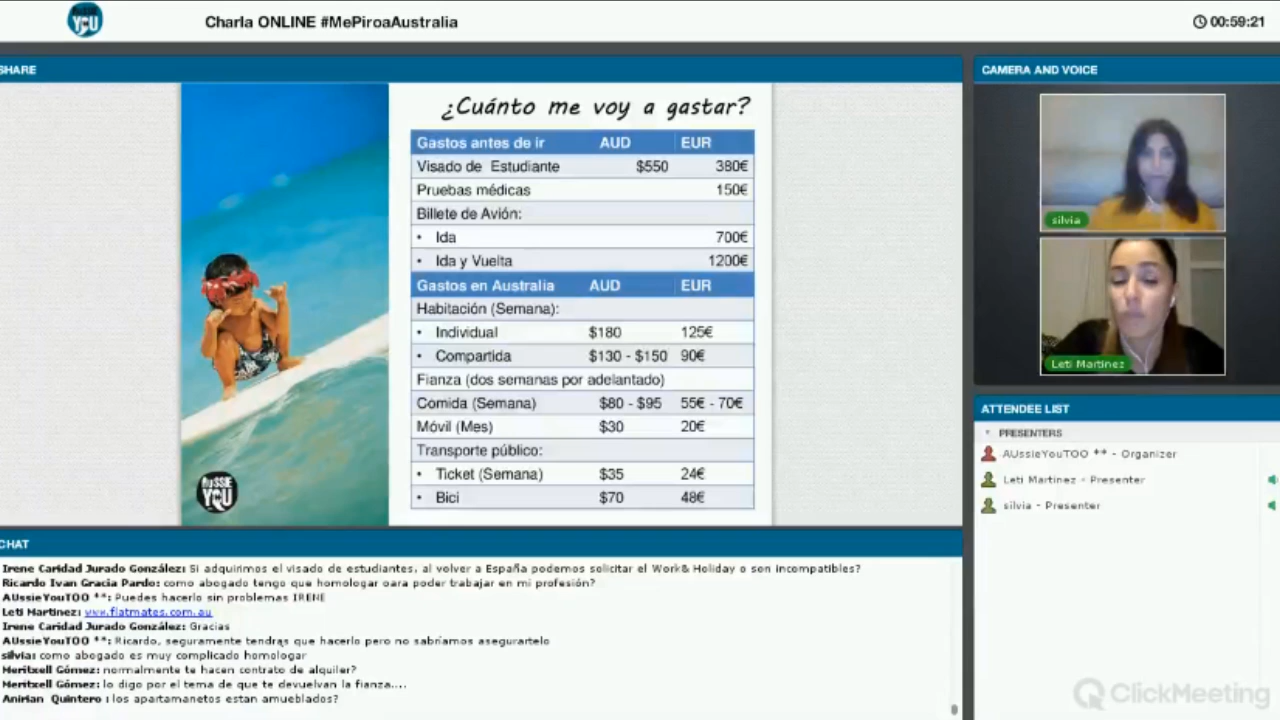 AUSSIE YOU
Charla ONLINE #MePiroaAustralia
00:59:21
SHARE
CAMERA AND VOICE
¿Cuánto me voy a gastar?
Gastos antes de ir AUD EUR
Visado de Estudiante $550 380€
Pruebas médicas 150€
Billete de Avión:
• Ida 700€
• Ida y Vuelta 1200€
Gastos en Australia AUD EUR
Habitación (Semana):
• Individual $180 125€
• Compartida $130 - $150 90€
Fianza (dos semanas por adelantado)
Comida (Semana) $80 - $95 55€ - 70€
Móvil (Mes) $30 20€
Transporte público:
• Ticket (Semana) $35 24€
• Bici $70 48€
AUSSIE YOU
silvia
Leti Martinez
ATTENDEE LIST
PRESENTERS
AUssieYouTOO ** - Organizer
Leti Martinez - Presenter
silvia - Presenter
CHAT
Irene Caridad Jurado González: Si adquirimos el visado de estudiantes, al volver a España podemos solicitar el Work& Holiday o son incompatibles?
Ricardo Ivan Gracia Pardo: como abogado tengo que homologar oara poder trabajar en mi profesión?
AUssieYouTOO **: Puedes hacerlo sin problemas IRENE
Leti Martinez: www.flatmates.com.au
Irene Caridad Jurado González: Gracias
AUssieYouTOO **: Ricardo, seguramente tendras que hacerlo pero no sabríamos asegurartelo
silvia: como abogado es muy complicado homologar
Meritxell Gómez: normalmente te hacen contrato de alquiler?
Meritxell Gómez: lo digo por el tema de que te devuelvan la fianza....
Anirian Quintero : los apartamanetos estan amueblados?
ClickMeeting